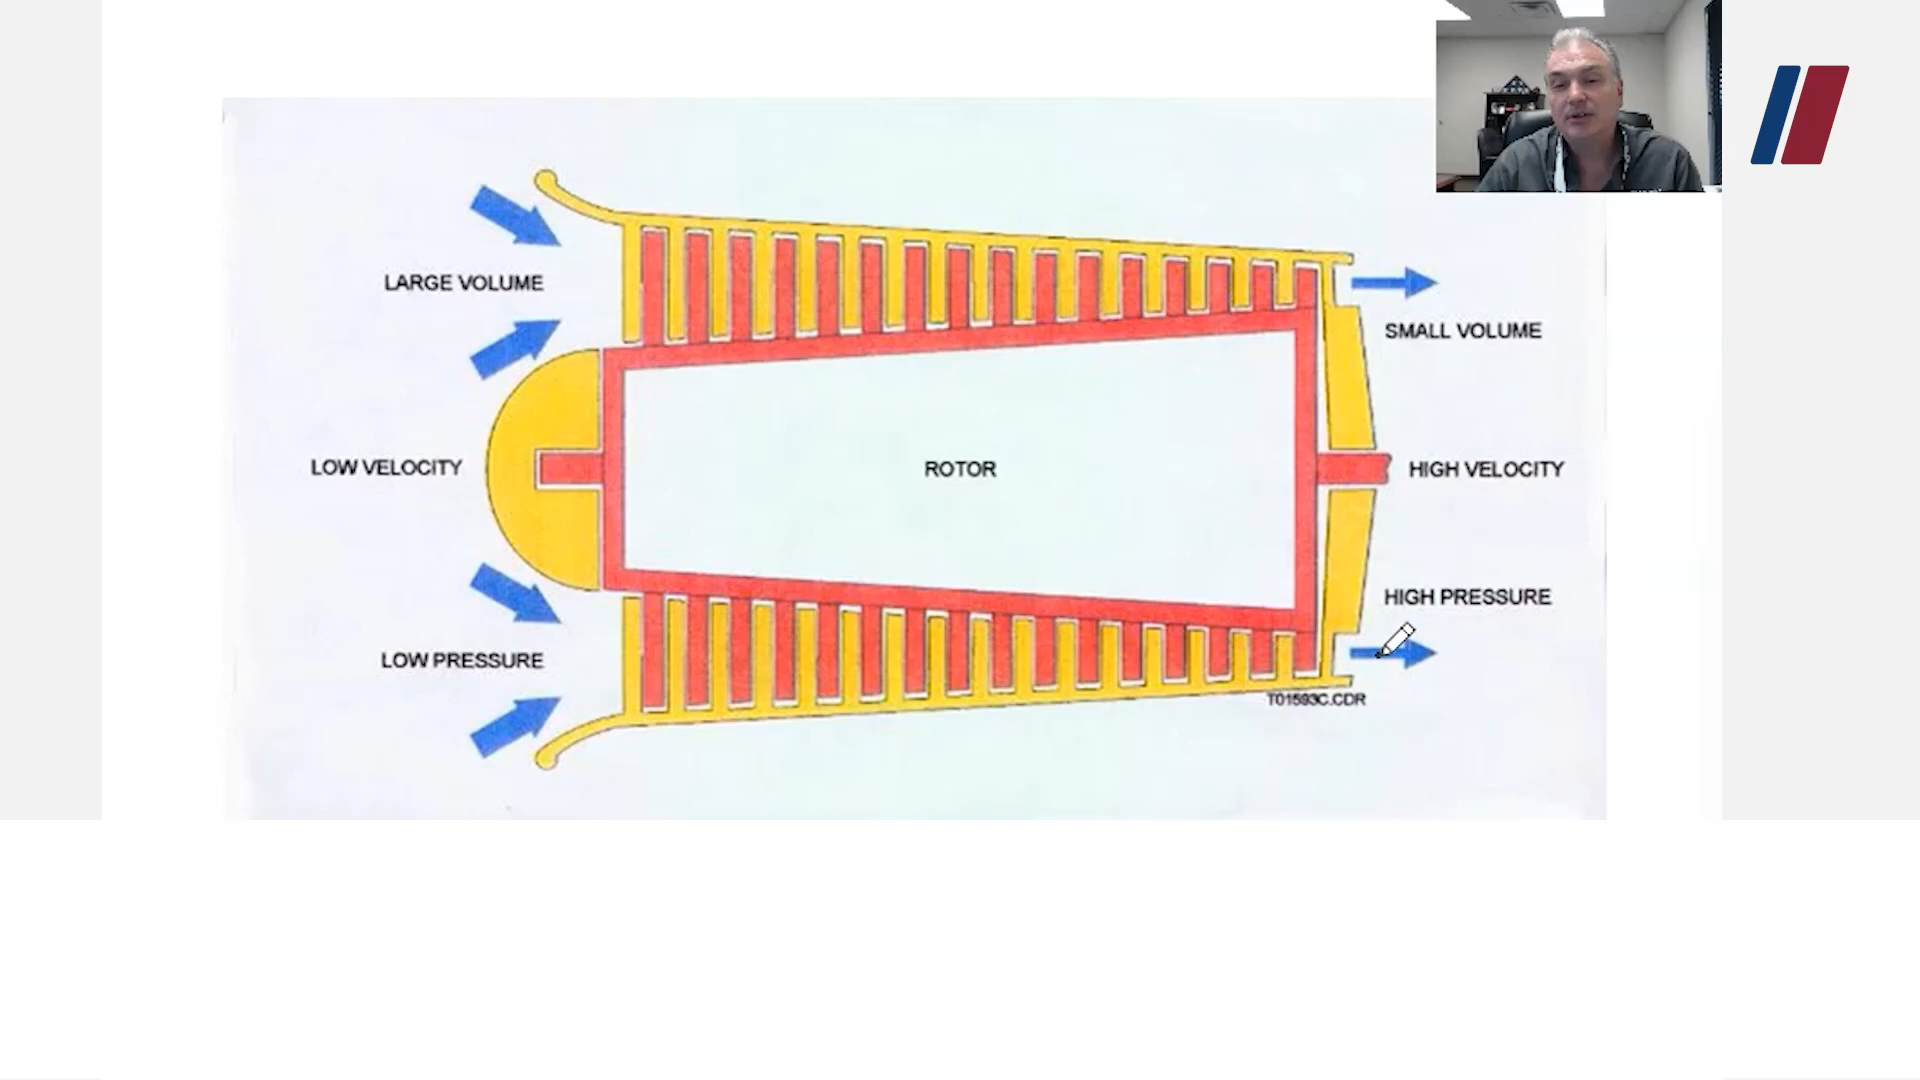 LARGE VOLUME
SMALL VOLUME
LOW VELOCITY
ROTOR
HIGH VELOCITY
HIGH PRESSURE
LOW PRESSURE
T01593C.CDR